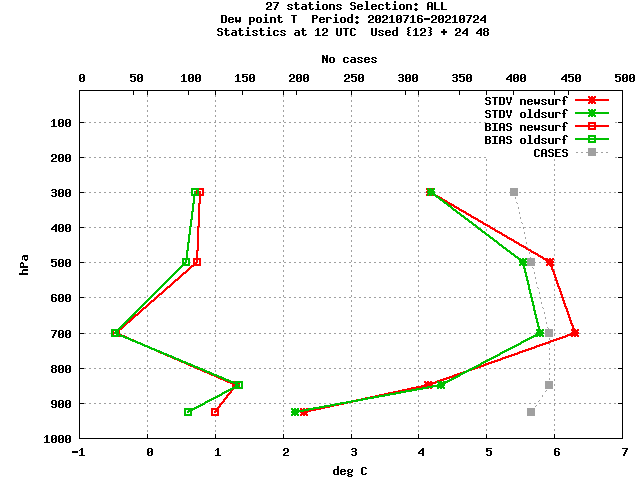 27 stations Selection: ALL
Dew point T  Period: 20210716-20210724
Statistics at 12 UTC  Used {12} + 24 48
No cases
0 50 100 150 200 250 300 350 400 450 500
STDV newsurf
STDV oldsurf
BIAS newsurf
BIAS oldsurf
CASES
100
200
300
400
500
600
700
800
900
1000
hPa
-1 0 1 2 3 4 5 6 7
deg C